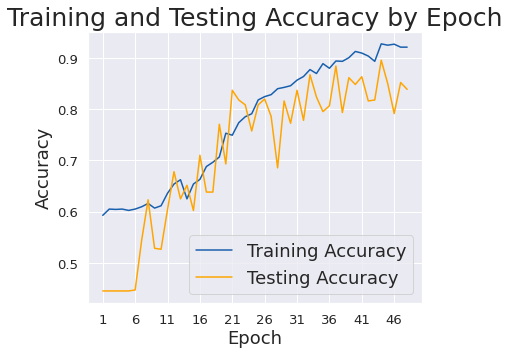 Training and Testing Accuracy by Epoch
0.9
0.8
0.7
0.6
0.5
Accuracy
Training Accuracy
Testing Accuracy
1 6 11 16 21 26 31 36 41 46
Epoch